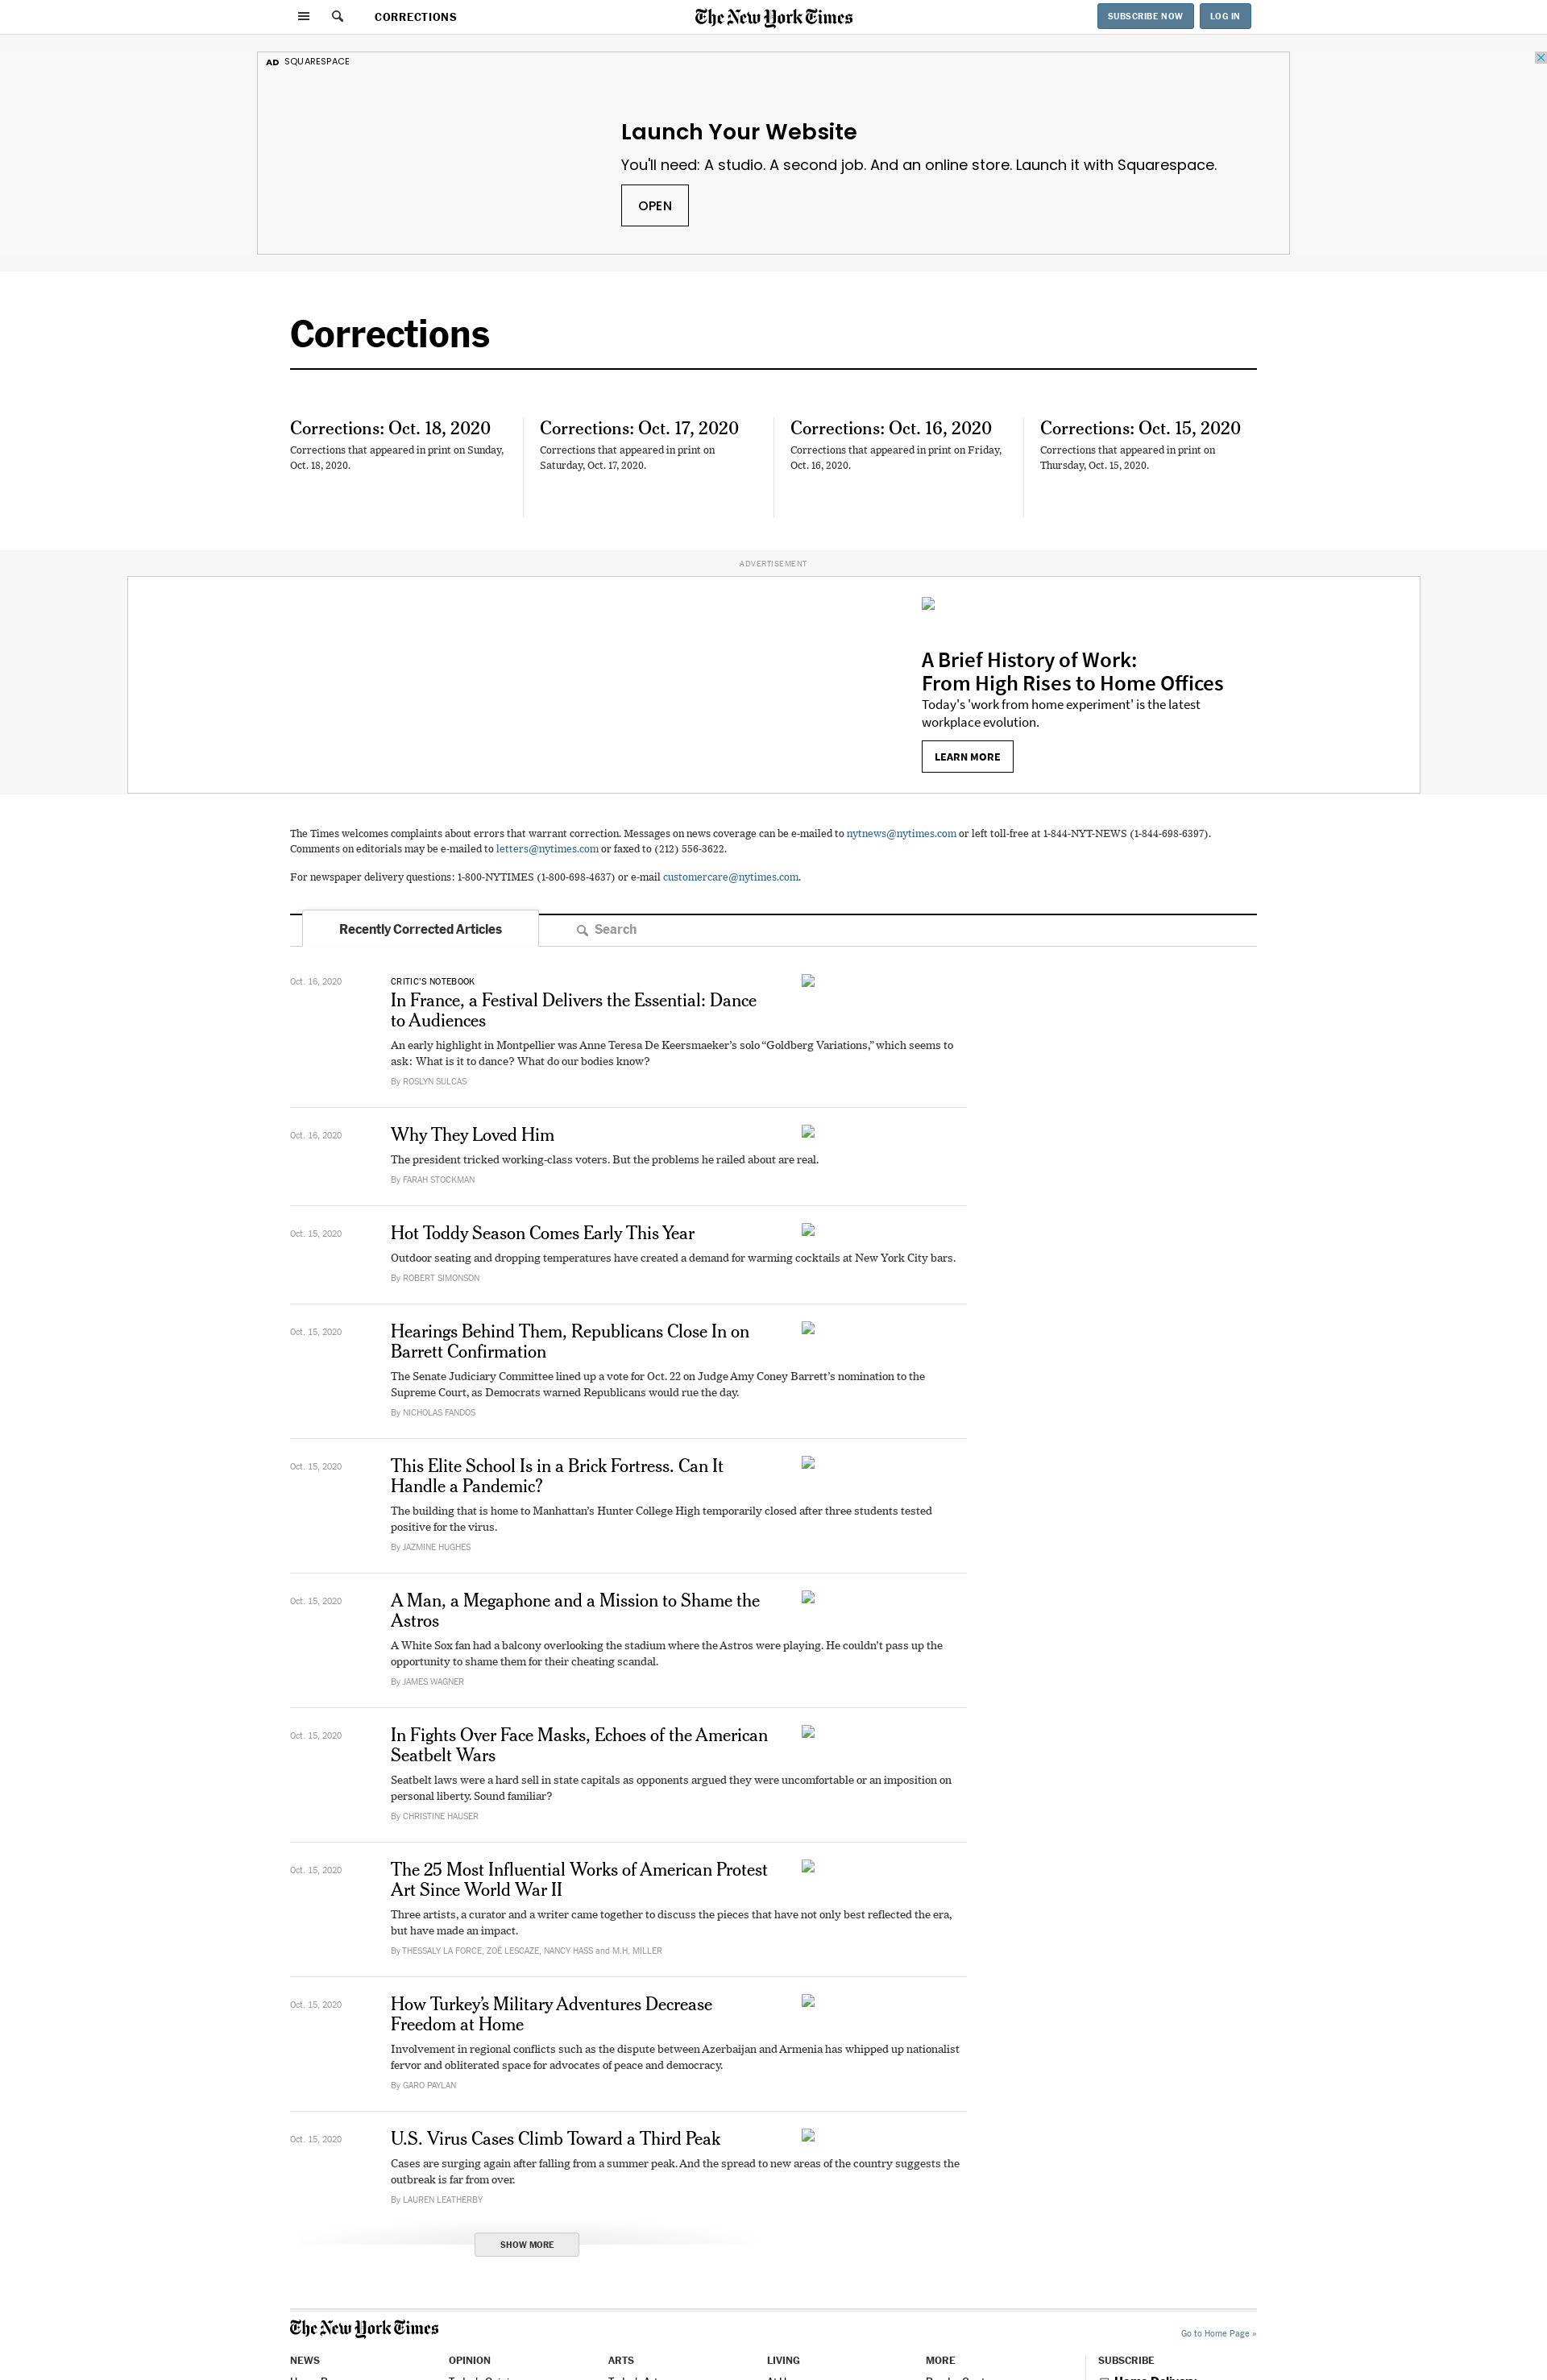 CORRECTIONS
The New York Times
SUBSCRIBE NOW
LOG IN
AD SQUARESPACE
Launch Your Website
You'll need: A studio. A second job. And an online store. Launch it with Squarespace.
OPEN
Corrections
Corrections: Oct. 18, 2020
Corrections that appeared in print on Sunday,
Oct. 18, 2020.
Corrections: Oct. 17, 2020
Corrections that appeared in print on
Saturday, Oct. 17, 2020.
Corrections: Oct. 16, 2020
Corrections that appeared in print on Friday,
Oct. 16, 2020.
Corrections: Oct. 15, 2020
Corrections that appeared in print on
Thursday, Oct. 15, 2020.
ADVERTISEMENT
A Brief History of Work:
From High Rises to Home Offices
Today's 'work from home experiment' is the latest
workplace evolution.
LEARN MORE
The Times welcomes complaints about errors that warrant correction. Messages on news coverage can be e-mailed to nytnews@nytimes.com or left toll-free at 1-844-NYT-NEWS (1-844-698-6397).
Comments on editorials may be e-mailed to letters@nytimes.com or faxed to (212) 556-3622.
For newspaper delivery questions: 1-800-NYTIMES (1-800-698-4637) or e-mail customercare@nytimes.com.
Recently Corrected Articles
Search
Oct. 16, 2020
CRITIC'S NOTEBOOK
In France, a Festival Delivers the Essential: Dance
to Audiences
An early highlight in Montpellier was Anne Teresa De Keersmaeker's solo “Goldberg Variations,” which seems to
ask: What is it to dance? What do our bodies know?
By ROSLYN SULCAS
Oct. 16, 2020
Why They Loved Him
The president tricked working-class voters. But the problems he railed about are real.
By FARAH STOCKMAN
Oct. 15, 2020
Hot Toddy Season Comes Early This Year
Outdoor seating and dropping temperatures have created a demand for warming cocktails at New York City bars.
By ROBERT SIMONSON
Oct. 15, 2020
Hearings Behind Them, Republicans Close In on
Barrett Confirmation
The Senate Judiciary Committee lined up a vote for Oct. 22 on Judge Amy Coney Barrett's nomination to the
Supreme Court, as Democrats warned Republicans would rue the day.
By NICHOLAS FANDOS
Oct. 15, 2020
This Elite School Is in a Brick Fortress. Can It
Handle a Pandemic?
The building that is home to Manhattan's Hunter College High temporarily closed after three students tested
positive for the virus.
By JAZMINE HUGHES
Oct. 15, 2020
A Man, a Megaphone and a Mission to Shame the
Astros
A White Sox fan had a balcony overlooking the stadium where the Astros were playing. He couldn't pass up the
opportunity to shame them for their cheating scandal.
By JAMES WAGNER
Oct. 15, 2020
In Fights Over Face Masks, Echoes of the American
Seatbelt Wars
Seatbelt laws were a hard sell in state capitals as opponents argued they were uncomfortable or an imposition on
personal liberty. Sound familiar?
By CHRISTINE HAUSER
Oct. 15, 2020
The 25 Most Influential Works of American Protest
Art Since World War II
Three artists, a curator and a writer came together to discuss the pieces that have not only best reflected the era,
but have made an impact.
By THESSALY LA FORCE, ZOË LESCAZE, NANCY HASS and M.H. MILLER
Oct. 15, 2020
How Turkey's Military Adventures Decrease
Freedom at Home
Involvement in regional conflicts such as the dispute between Azerbaijan and Armenia has whipped up nationalist
fervor and obliterated space for advocates of peace and democracy.
By GARO PAYLAN
Oct. 15, 2020
U.S. Virus Cases Climb Toward a Third Peak
Cases are surging again after falling from a summer peak. And the spread to new areas of the country suggests the
outbreak is far from over.
By LAUREN LEATHERBY
SHOW MORE
The New York Times
Go to Home Page »
NEWS
OPINION
ARTS
LIVING
MORE
SUBSCRIBE